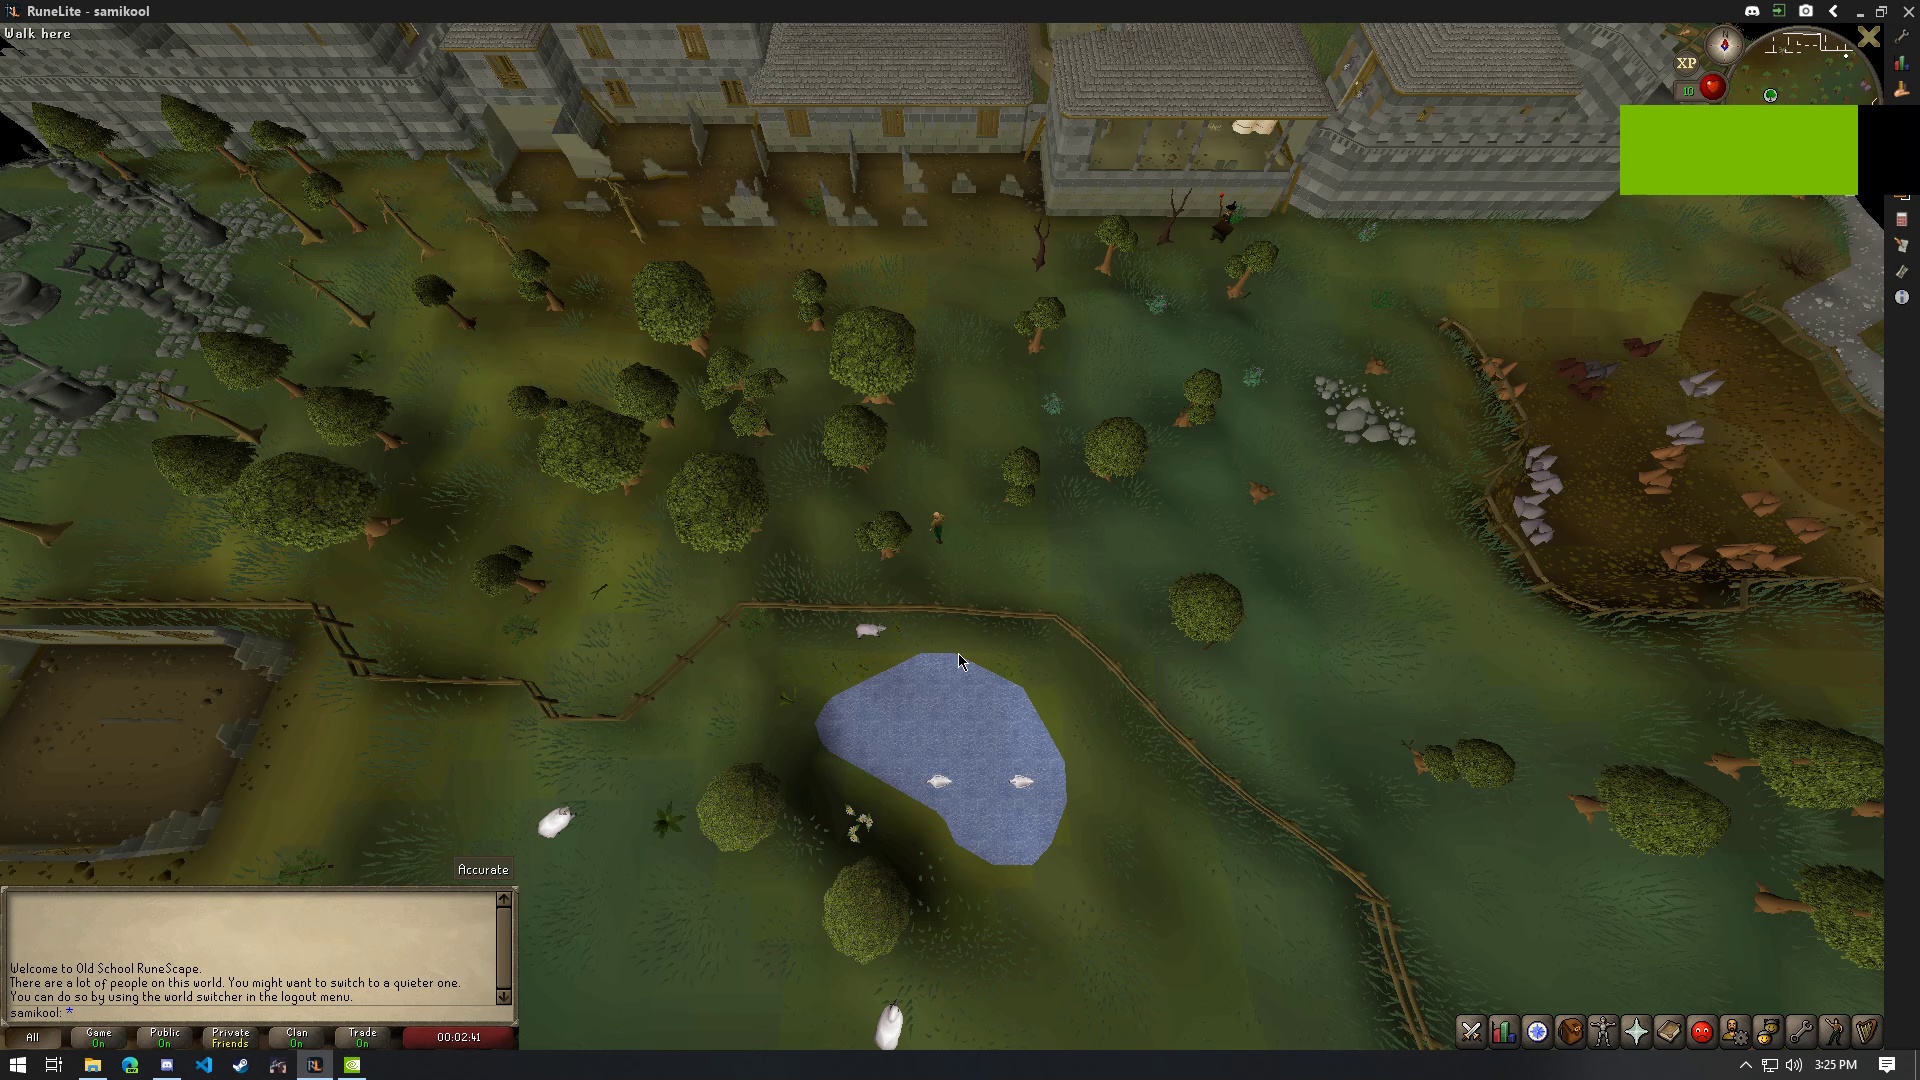 RuneLite - samikool
Walk here
N
XP
10
Accurate
Welcome to Old School RuneScape.
There are a lot of people on this world. You might want to switch to a quieter one.
You can do so by using the world switcher in the logout menu.
samikool: *
All
Game
On
Public
On
Private
Friends
Clan
On
Trade
On
00:02:41
3:25 PM